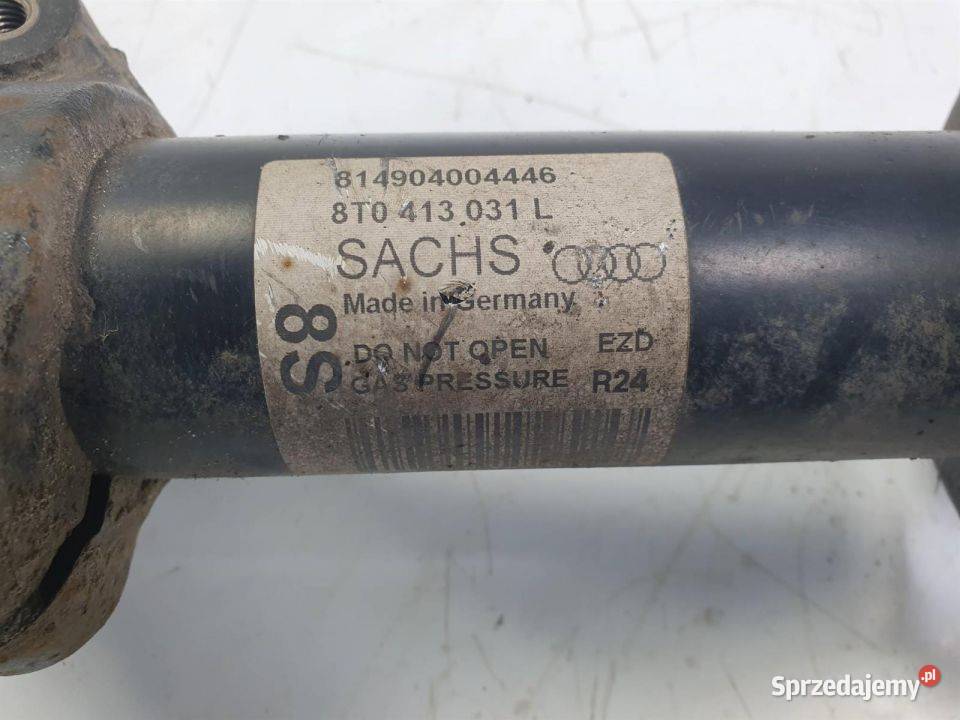 814904004446
8T0 413 031 L
SACHS
Made in Germany
DO NOT OPEN EZD
GAS PRESSURE R24
S8
Sprzedajemy.pl